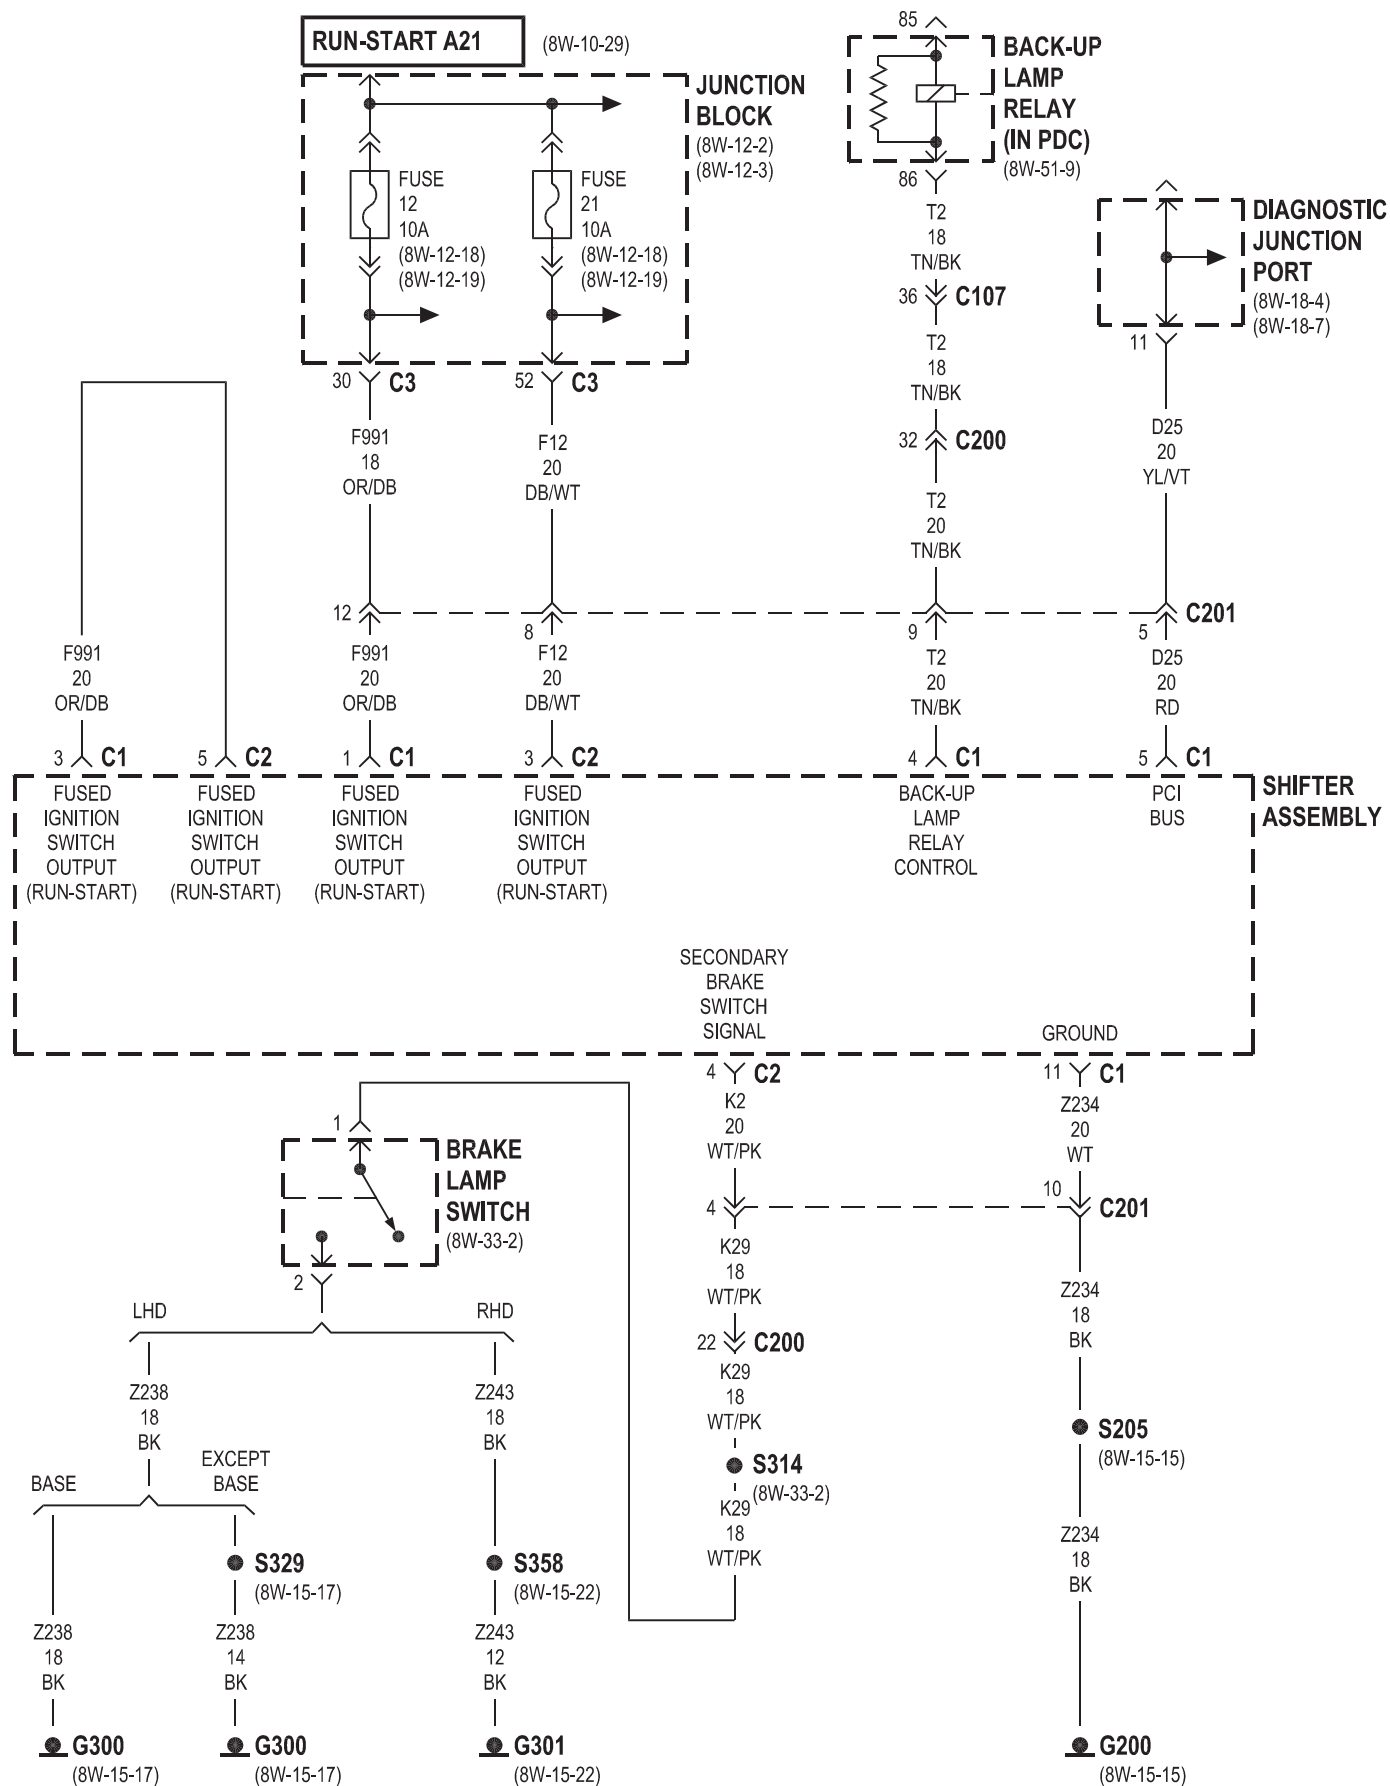 RUN-START A21
(8W-10-29)
JUNCTION
BLOCK
(8W-12-2)
(8W-12-3)
FUSE
12
10A
(8W-12-18)
(8W-12-19)
FUSE
21
10A
(8W-12-18)
(8W-12-19)
30
C3
52
C3
85
BACK-UP
LAMP
RELAY
(IN PDC)
(8W-51-9)
86
T2
18
TN/BK
36
C107
T2
18
TN/BK
32
C200
T2
20
TN/BK
DIAGNOSTIC
JUNCTION
PORT
(8W-18-4)
(8W-18-7)
11
D25
20
YL/VT
F991
18
OR/DB
F12
20
DB/WT
12
8
9
5
C201
F991
20
OR/DB
F991
20
OR/DB
F12
20
DB/WT
T2
20
TN/BK
D25
20
RD
3
C1
5
C2
1
C1
3
C2
4
C1
5
C1
SHIFTER
ASSEMBLY
FUSED
IGNITION
SWITCH
OUTPUT
(RUN-START)
FUSED
IGNITION
SWITCH
OUTPUT
(RUN-START)
FUSED
IGNITION
SWITCH
OUTPUT
(RUN-START)
FUSED
IGNITION
SWITCH
OUTPUT
(RUN-START)
BACK-UP
LAMP
RELAY
CONTROL
PCI
BUS
SECONDARY
BRAKE
SWITCH
SIGNAL
GROUND
4
C2
11
C1
K2
20
WT/PK
Z234
20
WT
4
10
C201
1
BRAKE
LAMP
SWITCH
(8W-33-2)
2
K29
18
WT/PK
22
C200
K29
18
WT/PK
S314
(8W-33-2)
K29
18
WT/PK
Z234
18
BK
S205
(8W-15-15)
Z234
18
BK
G200
(8W-15-15)
LHD
RHD
Z238
18
BK
Z243
18
BK
BASE
EXCEPT
BASE
S329
(8W-15-17)
S358
(8W-15-22)
Z238
18
BK
Z238
14
BK
Z243
12
BK
G300
(8W-15-17)
G300
(8W-15-17)
G301
(8W-15-22)